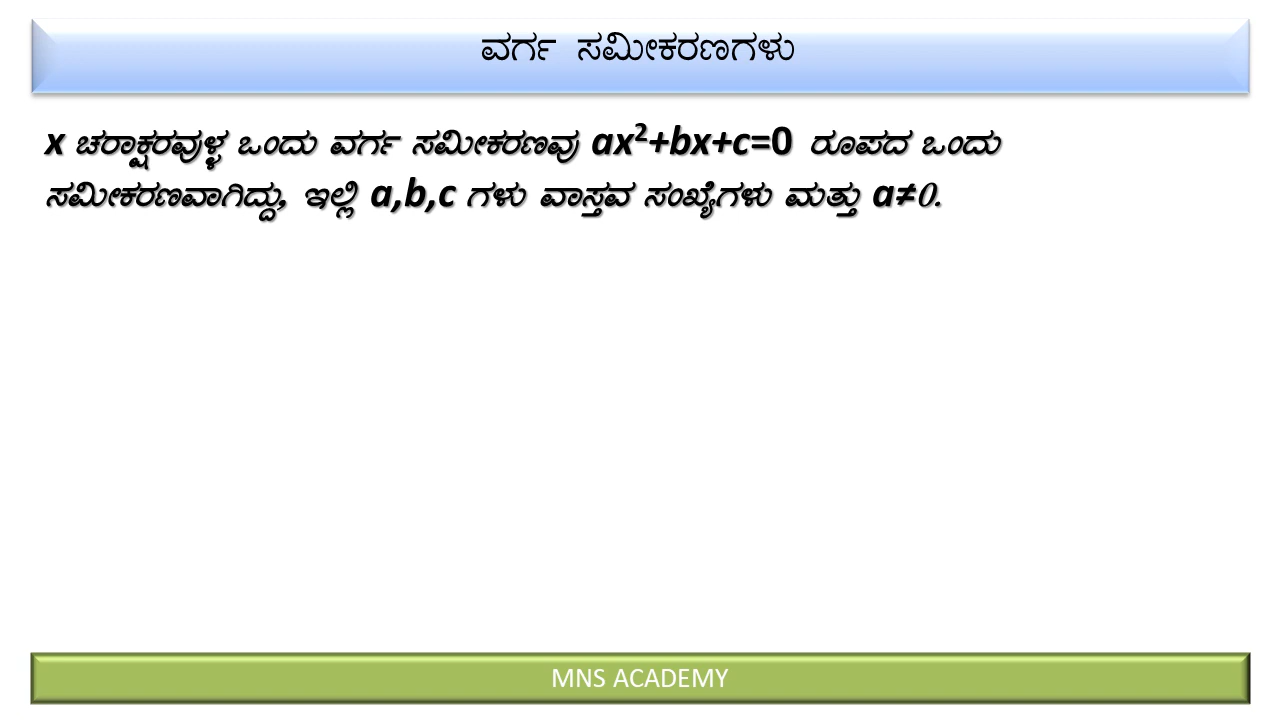 ವರ್ಗ ಸಮೀಕರಣಗಳು
x ಚರಾಕ್ಷರವುಳ್ಳ ಒಂದು ವರ್ಗ ಸಮೀಕರಣವು ax²+bx+c=0 ರೂಪದ ಒಂದು
ಸಮೀಕರಣವಾಗಿದ್ದು, ಇಲ್ಲಿ a,b,c ಗಳು ವಾಸ್ತವ ಸಂಖ್ಯೆಗಳು ಮತ್ತು a≠0.
MNS ACADEMY